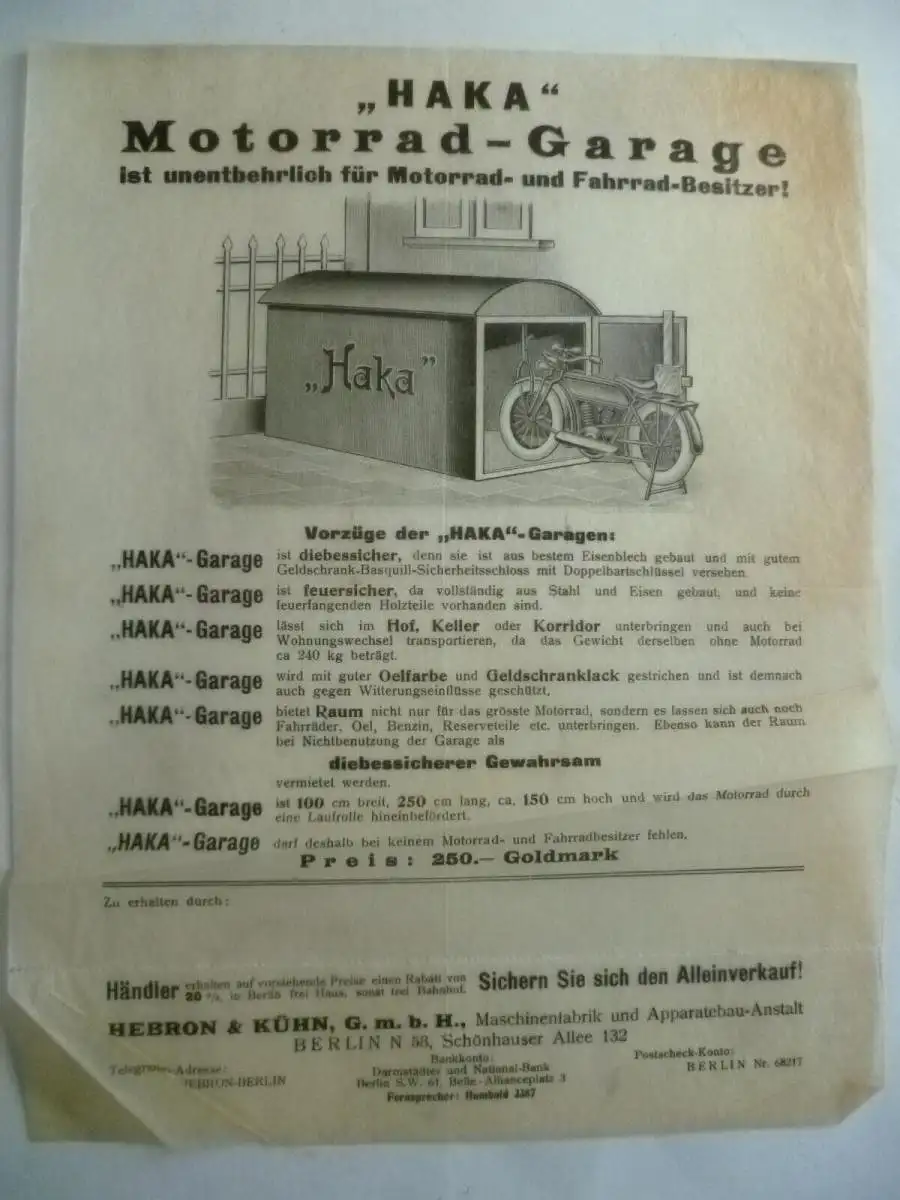 „HAKA“
Motorrad-Garage
ist unentbehrlich für Motorrad- und Fahrrad-Besitzer!
„Haka”
Vorzüge der „HAKA“-Garagen:
„HAKA“-Garage ist diebessicher, denn sie ist aus bestem Eisenblech gebaut und mit gutem
Geldschrank-Basquill-Sicherheitsschloss mit Doppelbartschlüssel versehen.
„HAKA“-Garage ist feuersicher, da vollständig aus Stahl und Eisen gebaut, und keine
feuerfangenden Holzteile vorhanden sind.
„HAKA“-Garage lässt sich im Hof, Keller oder Korridor unterbringen und auch bei
Wohnungswechsel transportieren, da das Gewicht derselben ohne Motorrad
ca 240 kg beträgt.
„HAKA“-Garage wird mit guter Oelfarbe und Geldschranklack gestrichen und ist demnach
auch gegen Witterungseinflüsse geschützt.
„HAKA“-Garage bietet Raum nicht nur für das grösste Motorrad, sondern es lassen sich auch noch
Fahrräder, Oel, Benzin, Reserveteile etc. unterbringen. Ebenso kann der Raum
bei Nichtbenutzung der Garage als
diebessicherer Gewahrsam
vermietet werden.
„HAKA“-Garage ist 100 cm breit, 250 cm lang, ca. 150 cm hoch und wird das Motorrad durch
eine Laufrolle hineinbefördert.
„HAKA“-Garage darf deshalb bei keinem Motorrad- und Fahrradbesitzer fehlen.
Preis: 250.— Goldmark
Zu erhalten durch:
Händler erhalten auf vorstehende Preise einen Rabatt von
20 %, in Berlin frei Haus, sonst frei Bahnhof.
Sichern Sie sich den Alleinverkauf!
HEBRON & KÜHN, G. m. b. H., Maschinenfabrik und Apparatebau-Anstalt
BERLIN N 58, Schönhauser Allee 132
Telegramm-Adresse:
HEBRON-BERLIN
Bankkonto:
Darmstädter und National-Bank
Berlin S.W. 61, Belle-Allianceplatz 3
Fernsprecher: Humbold 3387
Postscheck-Konto:
BERLIN Nr. 68217